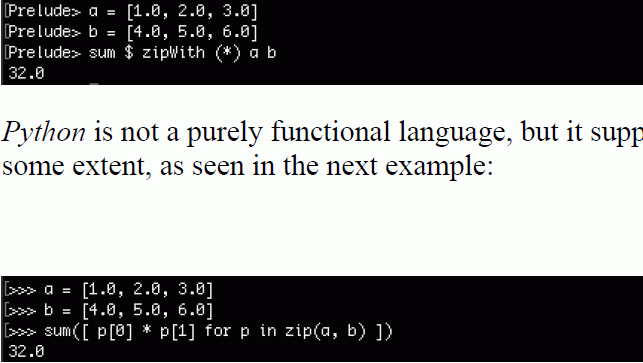 [Prelude> a = [1.0, 2.0, 3.0]
[Prelude> b = [4.0, 5.0, 6.0]
[Prelude> sum $ zipWith (*) a b
32.0
Python is not a purely functional language, but it supp
some extent, as seen in the next example:
[>>> a = [1.0, 2.0, 3.0]
[>>> b = [4.0, 5.0, 6.0]
[>>> sum([ p[0] * p[1] for p in zip(a, b) ])
32.0